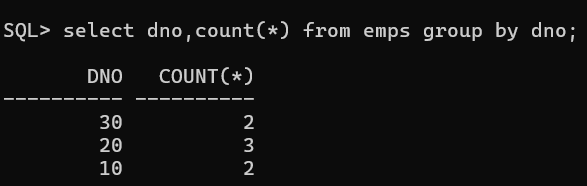 SQL> select dno,count(*) from emps group by dno;
       DNO   COUNT(*)
---------- ----------
        30          2
        20          3
        10          2